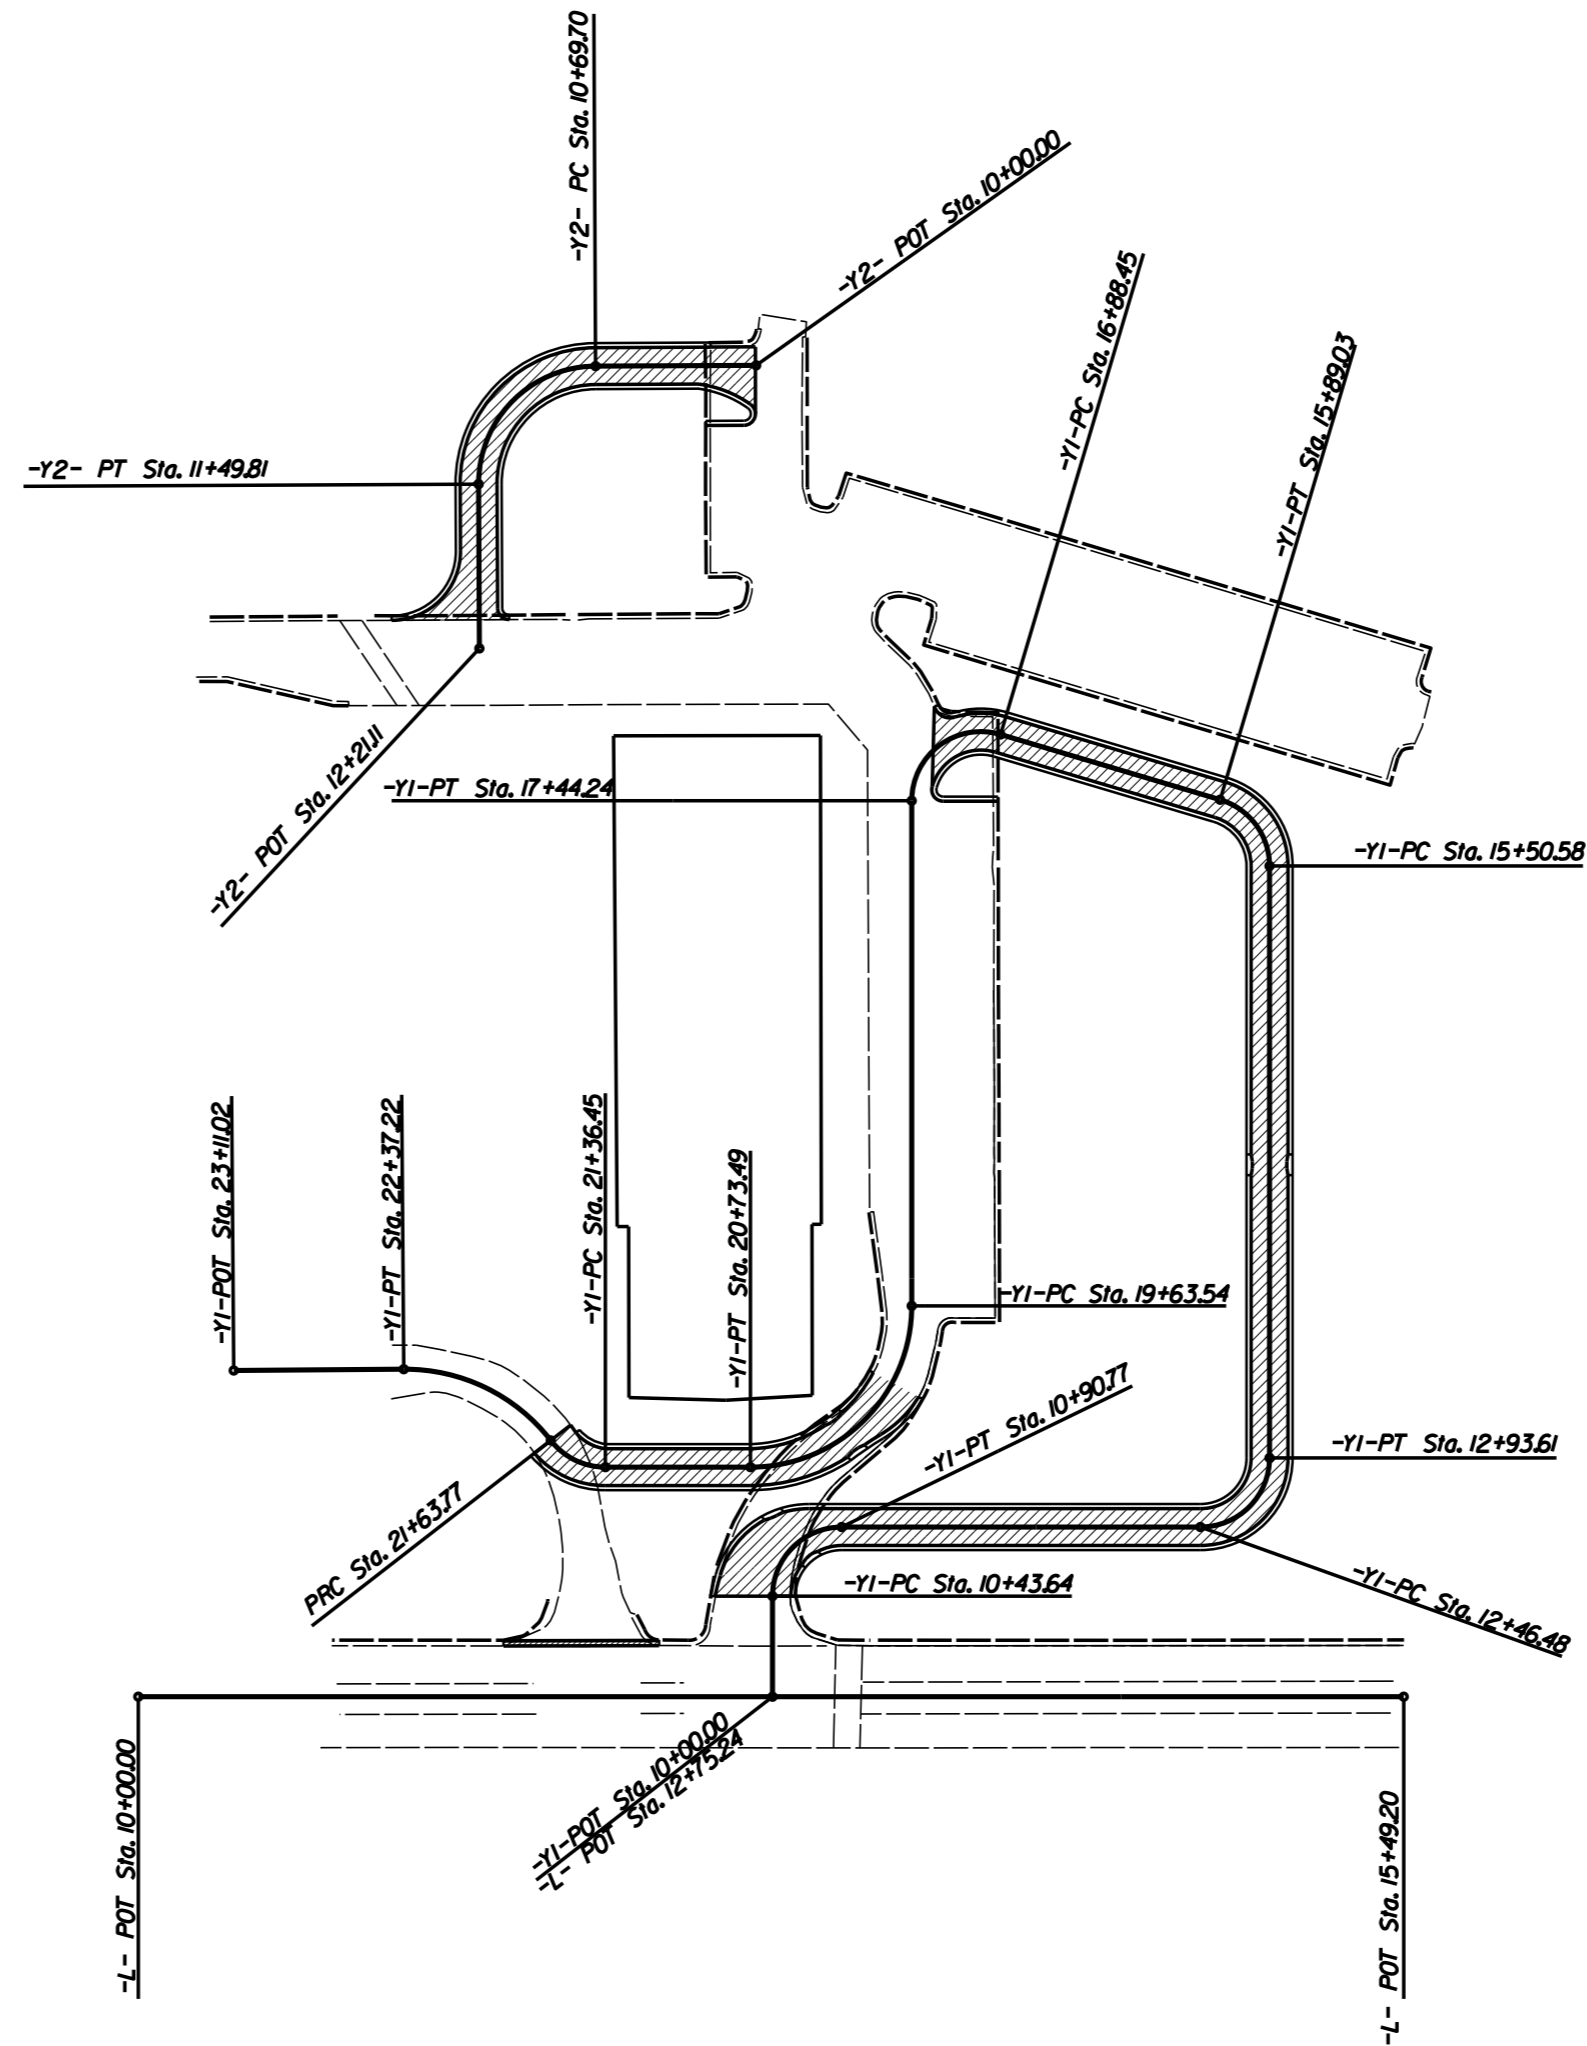 -Y2- PC Sta. 10+69.70
-Y2- POT Sta. 10+00.00
-Y1-PC Sta. 16+88.45
-Y1-PT Sta. 15+89.03
-Y2- PT Sta. 11+49.81
-Y2- POT Sta. 12+21.11
-Y1-PT Sta. 17+44.24
-Y1-PC Sta. 15+50.58
-Y1-POT Sta. 23+11.02
-Y1-PT Sta. 22+37.22
-Y1-PC Sta. 21+36.45
-Y1-PT Sta. 20+73.49
-Y1-PC Sta. 19+63.54
-Y1-PT Sta. 10+90.77
-Y1-PT Sta. 12+93.61
PRC Sta. 21+63.77
-Y1-PC Sta. 10+43.64
-Y1-PC Sta. 12+46.48
-L- POT Sta. 10+00.00
-Y1-POT Sta. 10+00.00
-L- POT Sta. 12+75.24
-L- POT Sta. 15+49.20